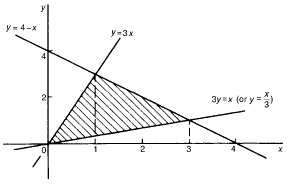 y
y = 4 – x
y = 3x
4
2
3y = x (or y = x/3)
0
1
2
3
4
x